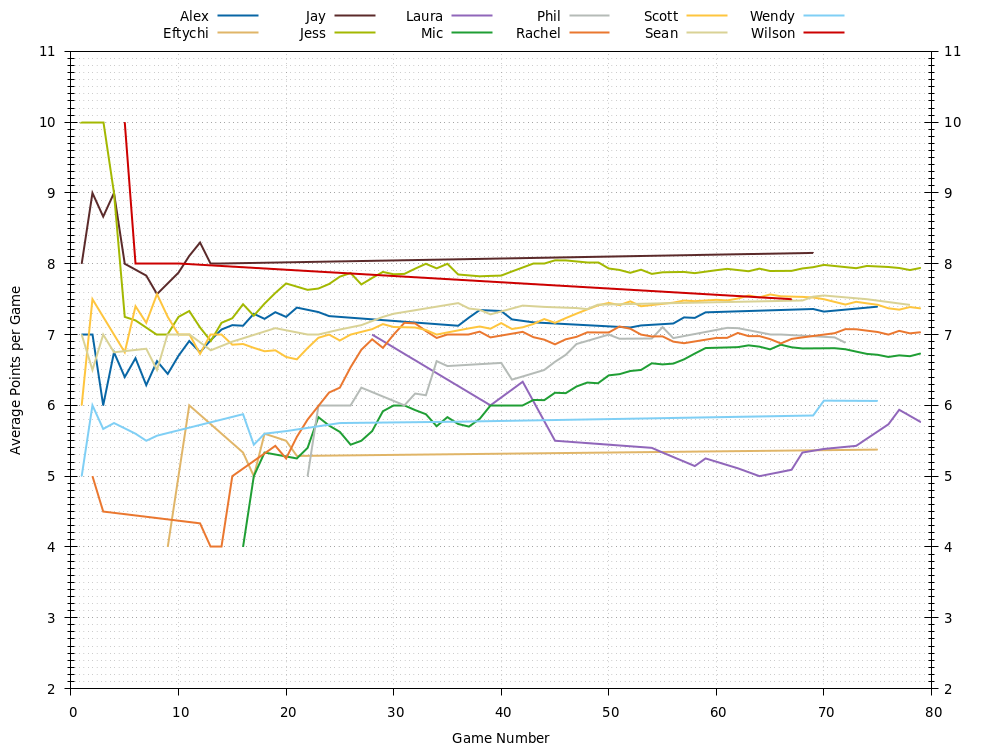 Alex Jay Laura Phil Scott Wendy
Eftychi Jess Mic Rachel Sean Wilson
11 11
10 10
9 9
8 8
7 7
6 6
5 5
4 4
3 3
2 2
0 10 20 30 40 50 60 70 80
Average Points per Game
Game Number